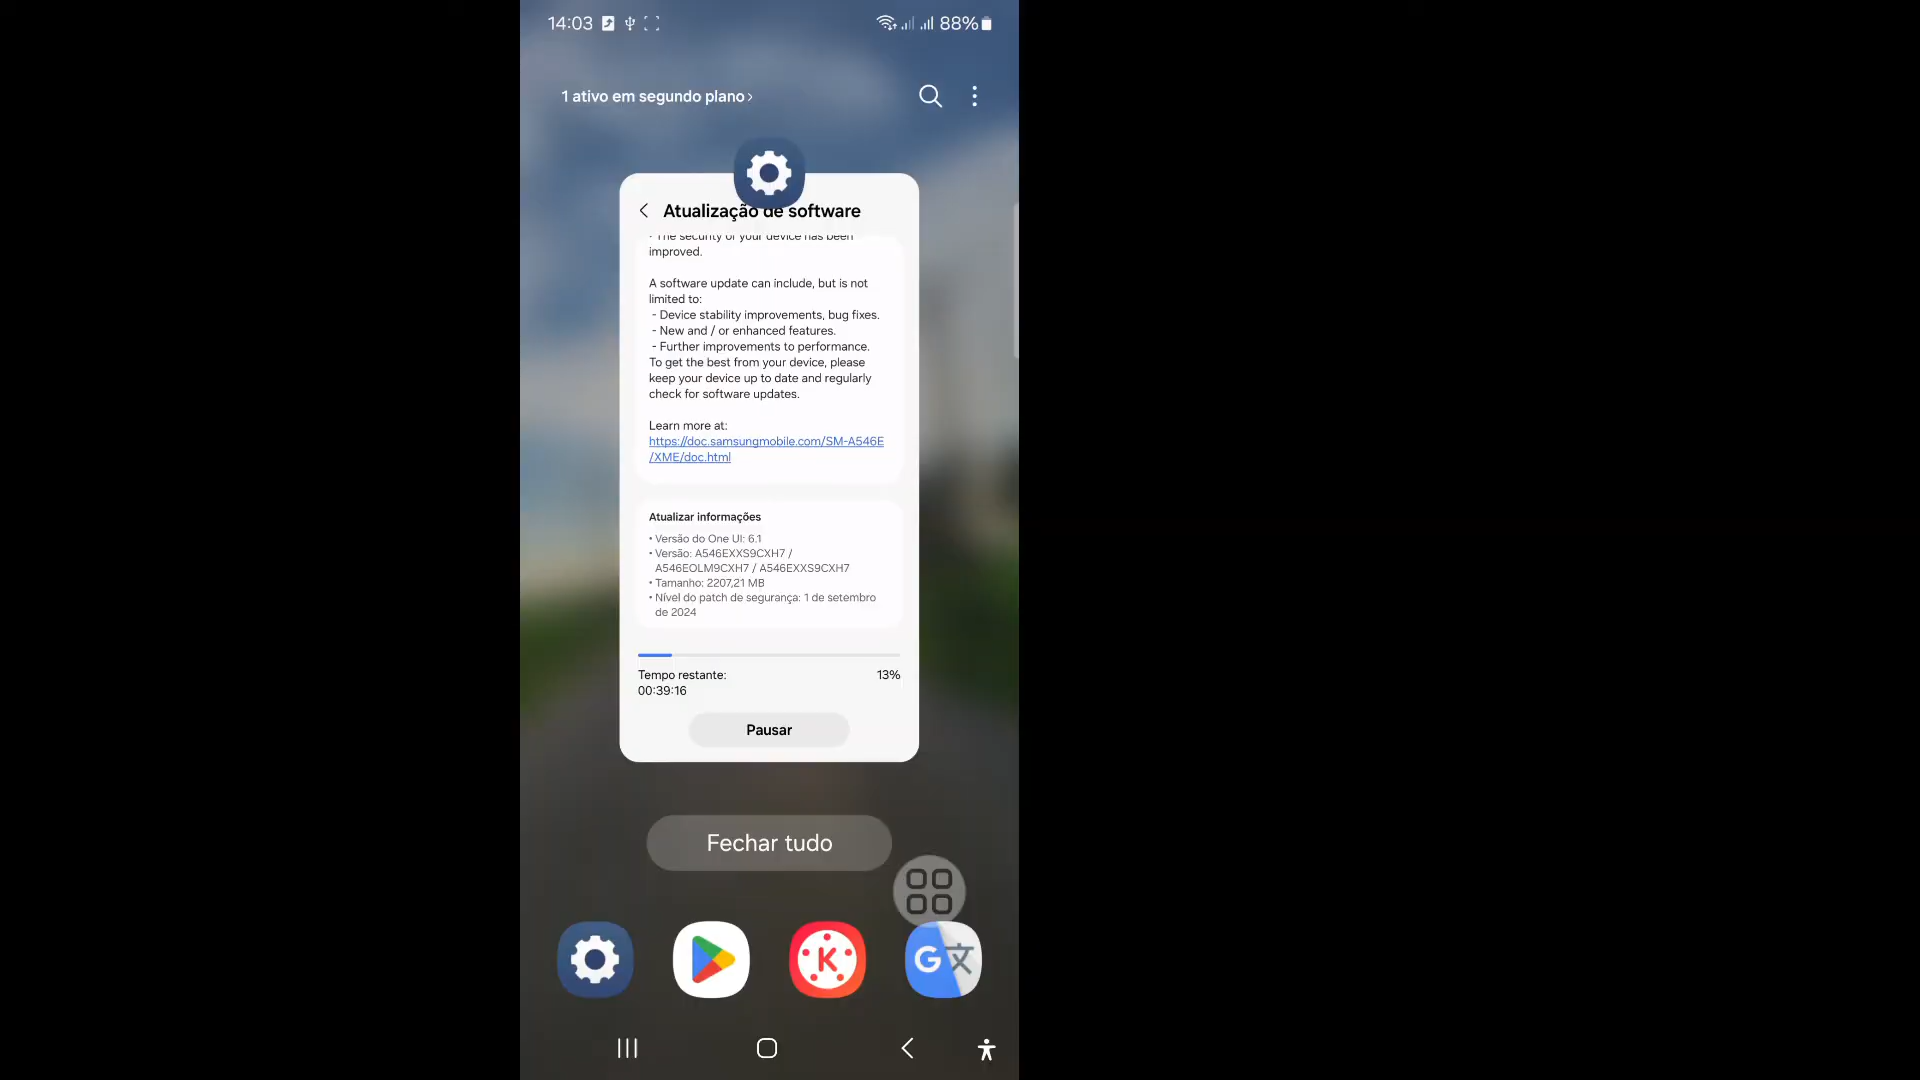 14:03 88%
1 ativo em segundo plano ›
Atualização de software
• The security of your device has been
improved.
A software update can include, but is not
limited to:
- Device stability improvements, bug fixes.
- New and / or enhanced features.
- Further improvements to performance.
To get the best from your device, please
keep your device up to date and regularly
check for software updates.
Learn more at:
https://doc.samsungmobile.com/SM-A546E
/XME/doc.html
Atualizar informações
• Versão do One UI: 6.1
• Versão: A546EXXS9CXH7 /
A546EOLM9CXH7 / A546EXXS9CXH7
• Tamanho: 2207,21 MB
• Nível do patch de segurança: 1 de setembro
de 2024
Tempo restante: 13%
00:39:16
Pausar
Fechar tudo
K
G文